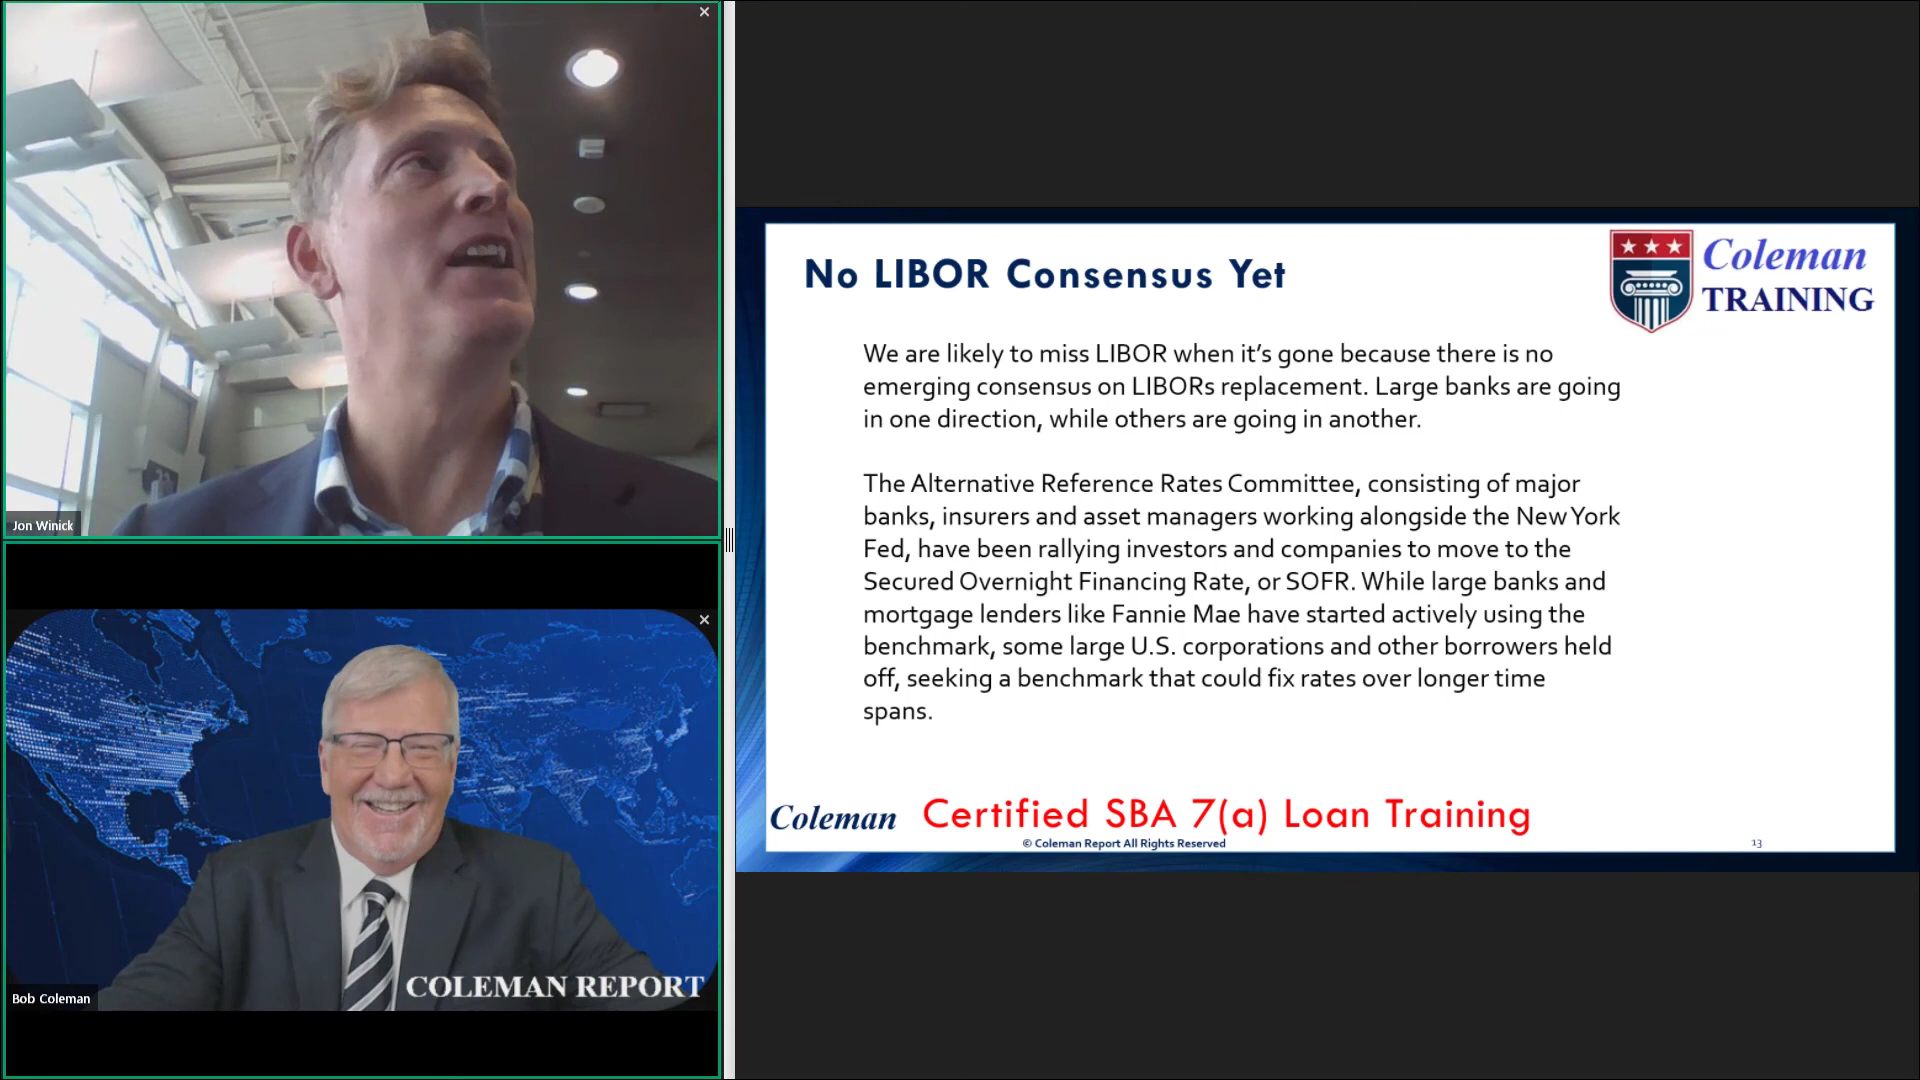 Jon Winick
COLEMAN REPORT
Bob Coleman
No LIBOR Consensus Yet
Coleman
TRAINING
We are likely to miss LIBOR when it’s gone because there is no
emerging consensus on LIBORs replacement. Large banks are going
in one direction, while others are going in another.
The Alternative Reference Rates Committee, consisting of major
banks, insurers and asset managers working alongside the New York
Fed, have been rallying investors and companies to move to the
Secured Overnight Financing Rate, or SOFR. While large banks and
mortgage lenders like Fannie Mae have started actively using the
benchmark, some large U.S. corporations and other borrowers held
off, seeking a benchmark that could fix rates over longer time
spans.
Coleman Certified SBA 7(a) Loan Training
© Coleman Report All Rights Reserved
13